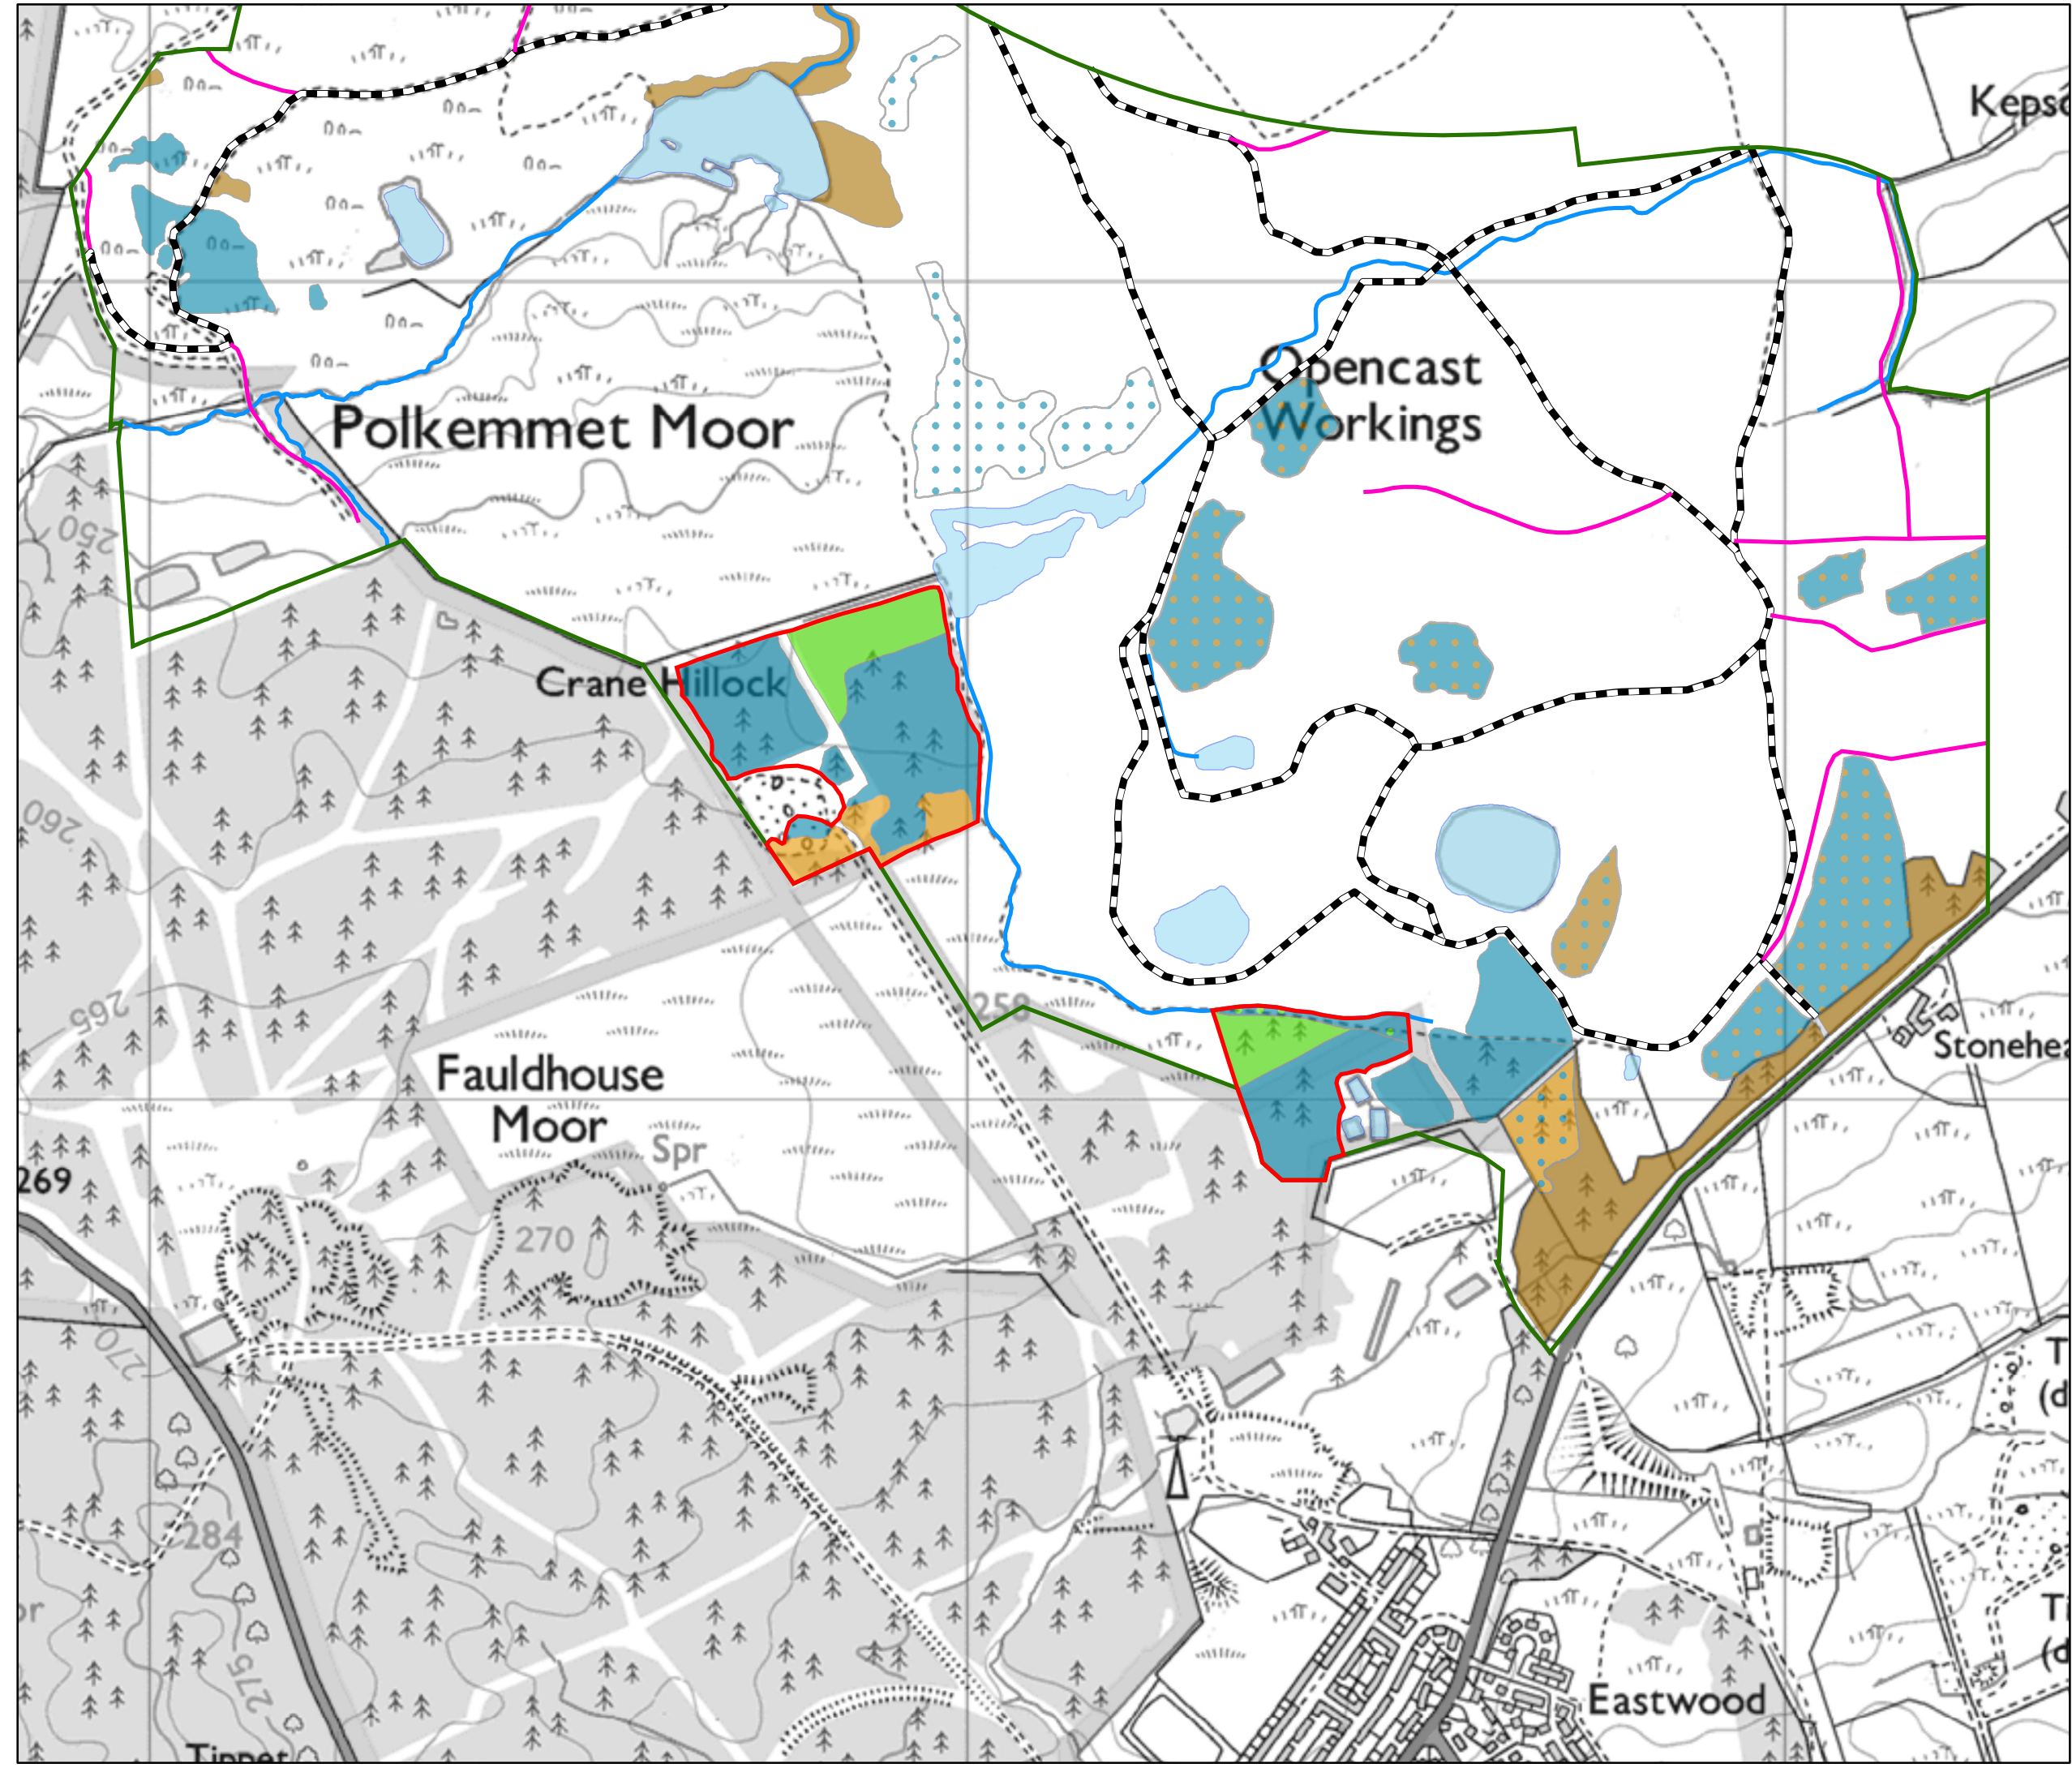 Kepsc
Opencast
Workings
Polkemmet Moor
250
Crane Hillock
260
265
259
Stonehea
Fauldhouse
Moor
Spr
269
270
270
T
(d
284
275
T
(d
Eastwood
Tippet